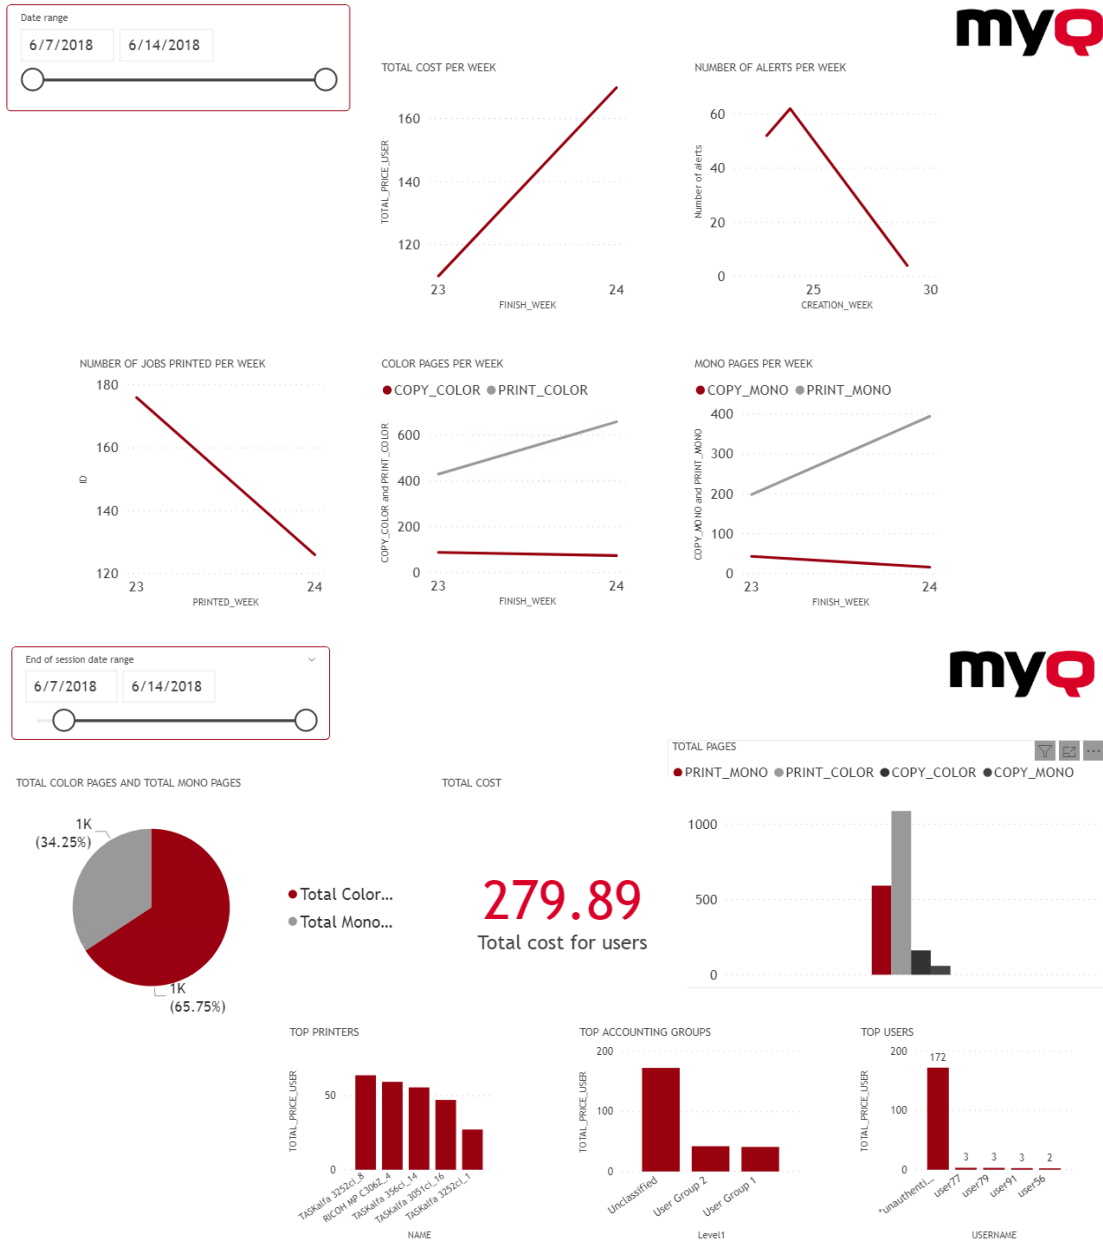 Date range
6/7/2018 6/14/2018
myQ
TOTAL COST PER WEEK
TOTAL_PRICE_USER
160
140
120
23 24
FINISH_WEEK
NUMBER OF ALERTS PER WEEK
Number of alerts
60
40
20
0
25 30
CREATION_WEEK
NUMBER OF JOBS PRINTED PER WEEK
ID
180
160
140
120
23 24
PRINTED_WEEK
COLOR PAGES PER WEEK
COPY_COLOR PRINT_COLOR
COPY_COLOR and PRINT_COLOR
600
400
200
0
23 24
FINISH_WEEK
MONO PAGES PER WEEK
COPY_MONO PRINT_MONO
COPY_MONO and PRINT_MONO
400
300
200
100
0
23 24
FINISH_WEEK
End of session date range
6/7/2018 6/14/2018
myQ
TOTAL COLOR PAGES AND TOTAL MONO PAGES
1K
(34.25%)
1K
(65.75%)
Total Color...
Total Mono...
TOTAL COST
279.89
Total cost for users
TOTAL PAGES
PRINT_MONO PRINT_COLOR COPY_COLOR COPY_MONO
1000
500
0
TOP PRINTERS
TOTAL_PRICE_USER
50
0
TASKalfa 3252ci_8
RICOH MP C306Z_4
TASKalfa 356ci_14
TASKalfa 3051ci_16
TASKalfa 3252ci_1
NAME
TOP ACCOUNTING GROUPS
TOTAL_PRICE_USER
200
100
0
Unclassified
User Group 2
User Group 1
Level1
TOP USERS
TOTAL_PRICE_USER
200
100
0
172
3
3
3
2
*unauthenti...
user77
user79
user91
user56
USERNAME